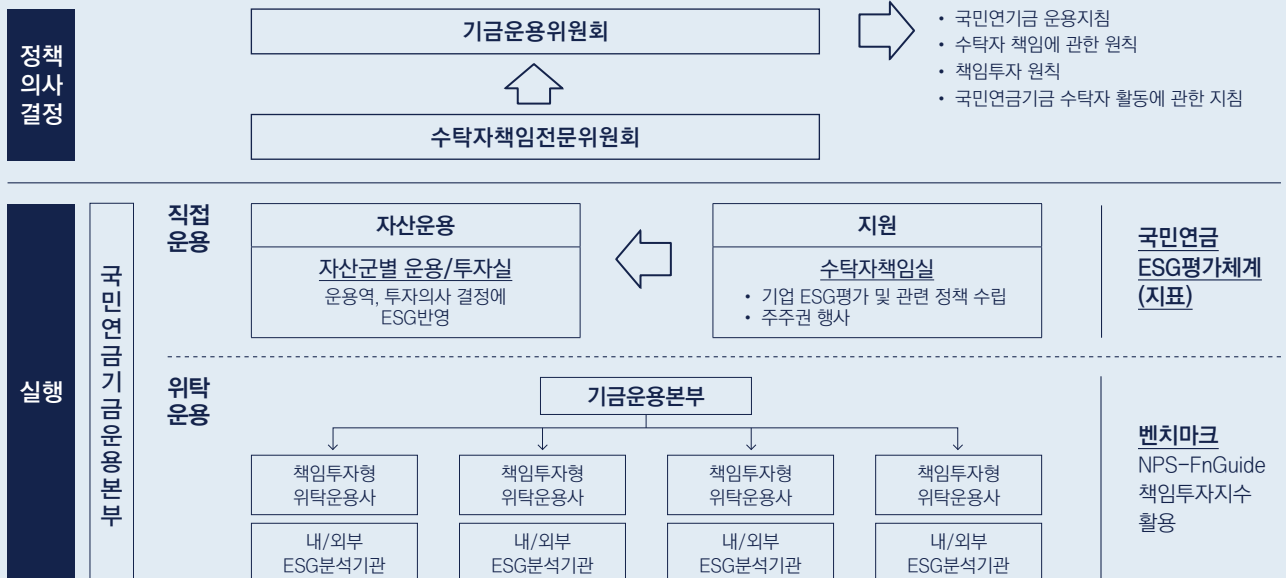 정책
의사
결정
기금운용위원회
수탁자책임전문위원회
• 국민연기금 운용지침
• 수탁자 책임에 관한 원칙
• 책임투자 원칙
• 국민연금기금 수탁자 활동에 관한 지침
실행
국민연금기금운용본부
직접
운용
자산운용
자산군별 운용/투자실
운용역, 투자의사 결정에
ESG반영
지원
수탁자책임실
• 기업 ESG평가 및 관련 정책 수립
• 주주권 행사
국민연금
ESG평가체계
(지표)
위탁
운용
기금운용본부
책임투자형
위탁운용사
책임투자형
위탁운용사
책임투자형
위탁운용사
책임투자형
위탁운용사
내/외부
ESG분석기관
내/외부
ESG분석기관
내/외부
ESG분석기관
내/외부
ESG분석기관
벤치마크
NPS-FnGuide
책임투자지수
활용